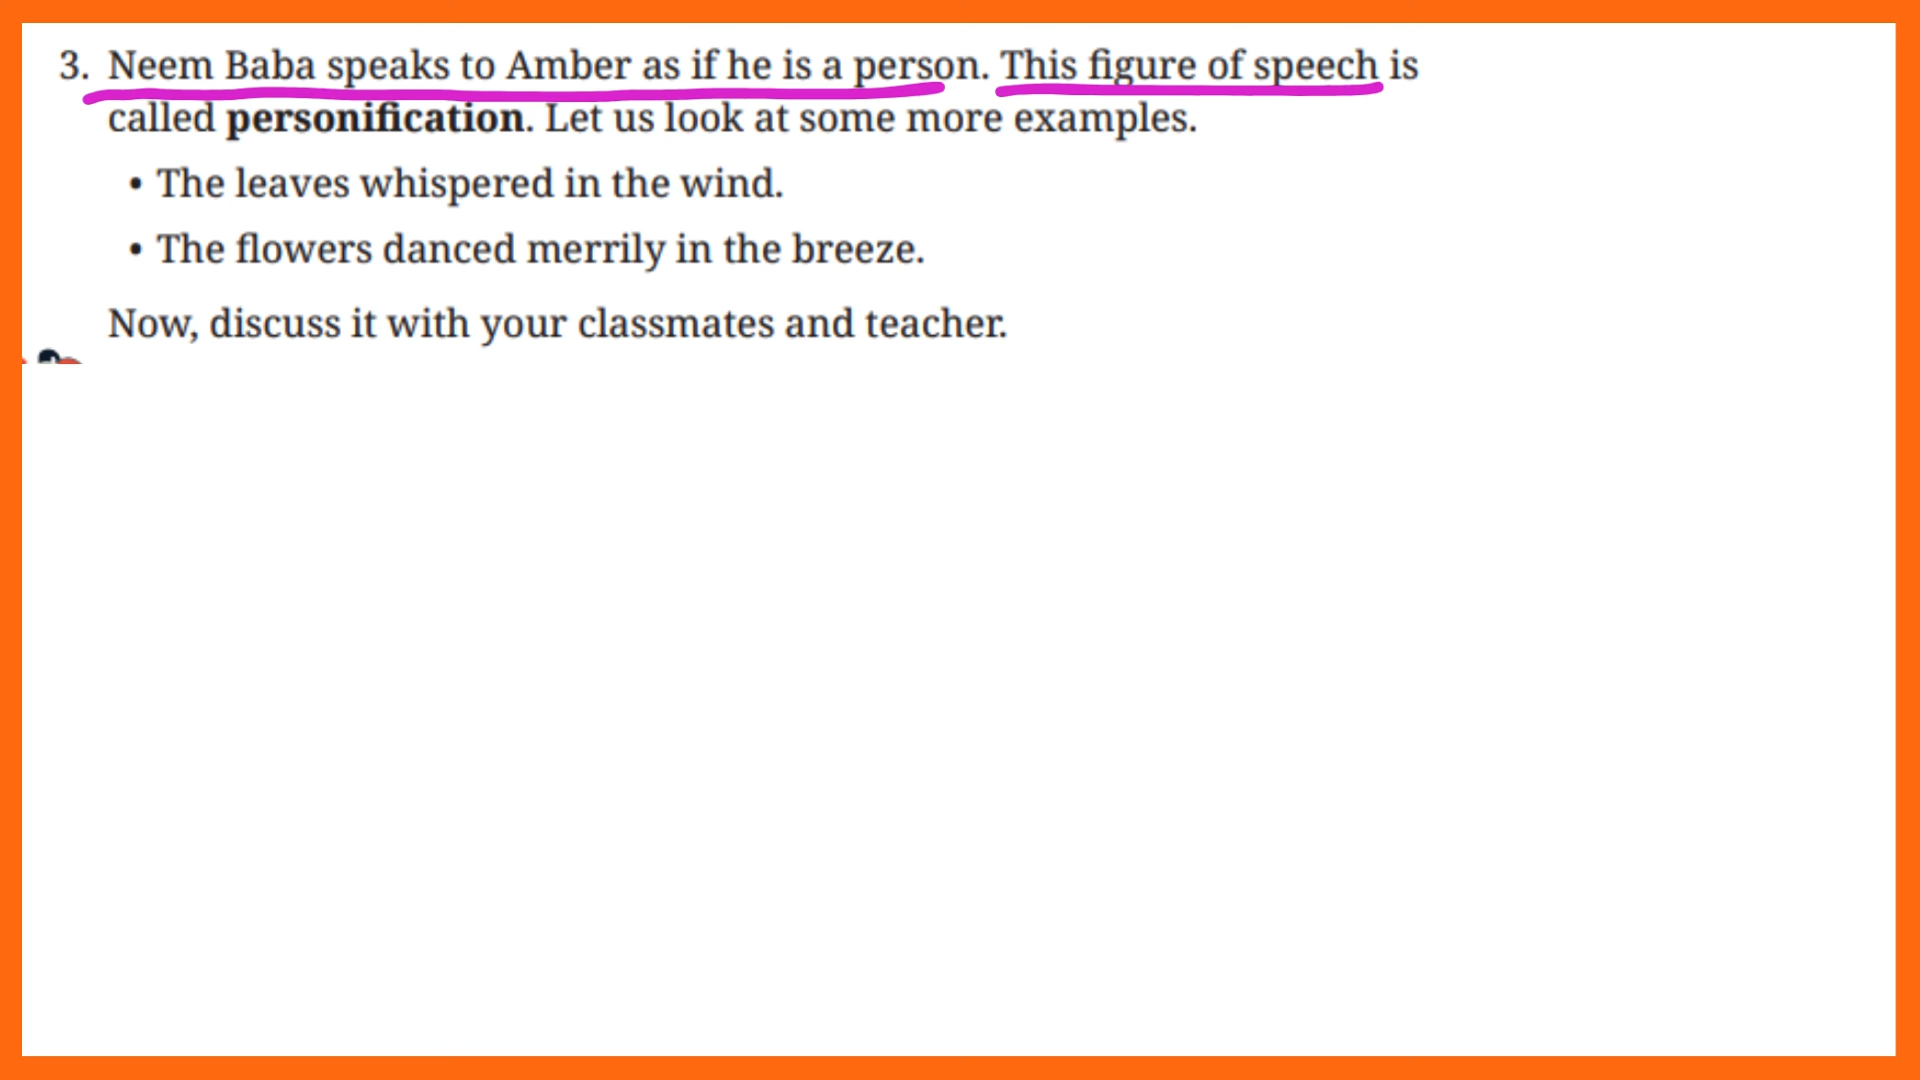 3. Neem Baba speaks to Amber as if he is a person. This figure of speech is
called personification. Let us look at some more examples.
• The leaves whispered in the wind.
• The flowers danced merrily in the breeze.
Now, discuss it with your classmates and teacher.